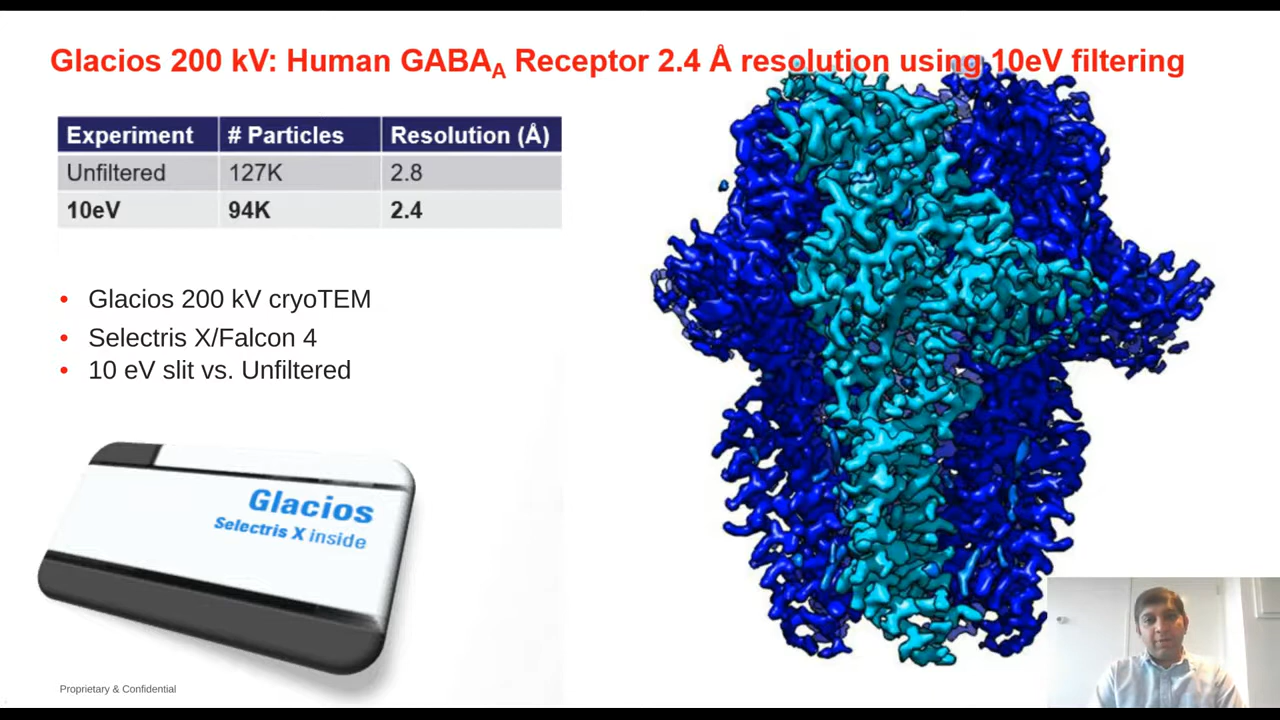 Glacios 200 kV: Human GABAA Receptor 2.4 Å resolution using 10eV filtering
Experiment # Particles Resolution (Å)
Unfiltered 127K 2.8
10eV 94K 2.4
• Glacios 200 kV cryoTEM
• Selectris X/Falcon 4
• 10 eV slit vs. Unfiltered
Glacios
Selectris X inside
Proprietary & Confidential